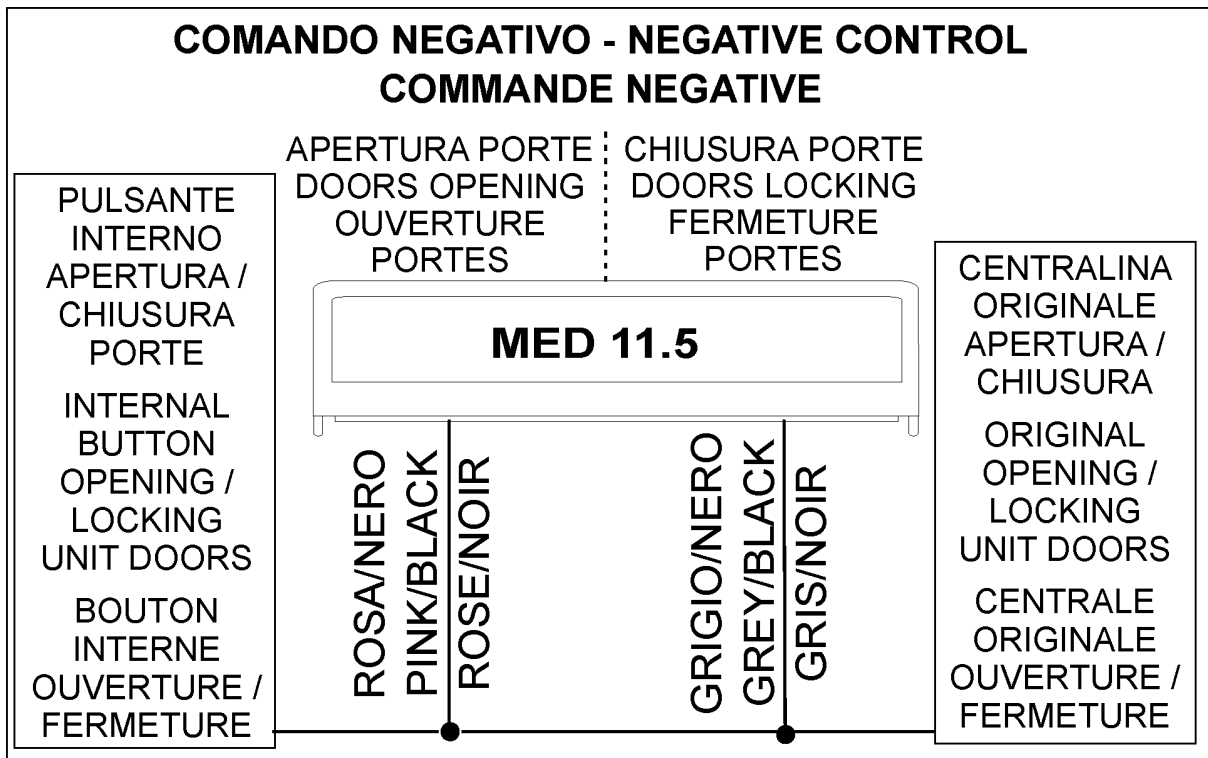 COMANDO NEGATIVO - NEGATIVE CONTROL
COMMANDE NEGATIVE
APERTURA PORTE
DOORS OPENING
OUVERTURE
PORTES
CHIUSURA PORTE
DOORS LOCKING
FERMETURE
PORTES
PULSANTE
INTERNO
APERTURA /
CHIUSURA
PORTE
INTERNAL
BUTTON
OPENING /
LOCKING
UNIT DOORS
BOUTON
INTERNE
OUVERTURE /
FERMETURE
MED 11.5
ROSA/NERO
PINK/BLACK
ROSE/NOIR
GRIGIO/NERO
GREY/BLACK
GRIS/NOIR
CENTRALINA
ORIGINALE
APERTURA /
CHIUSURA
ORIGINAL
OPENING /
LOCKING
UNIT DOORS
CENTRALE
ORIGINALE
OUVERTURE /
FERMETURE